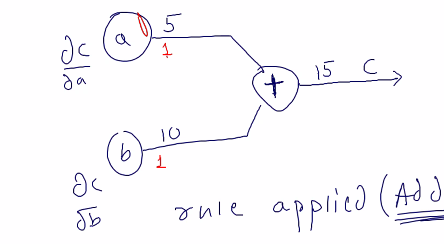 a 5
∂c
∂a
1
+ 15 C
b 10
1
∂c
∂b
rule applied (Add